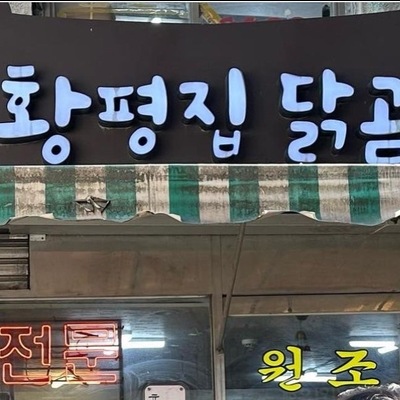 황평집 닭곰
전문 원조